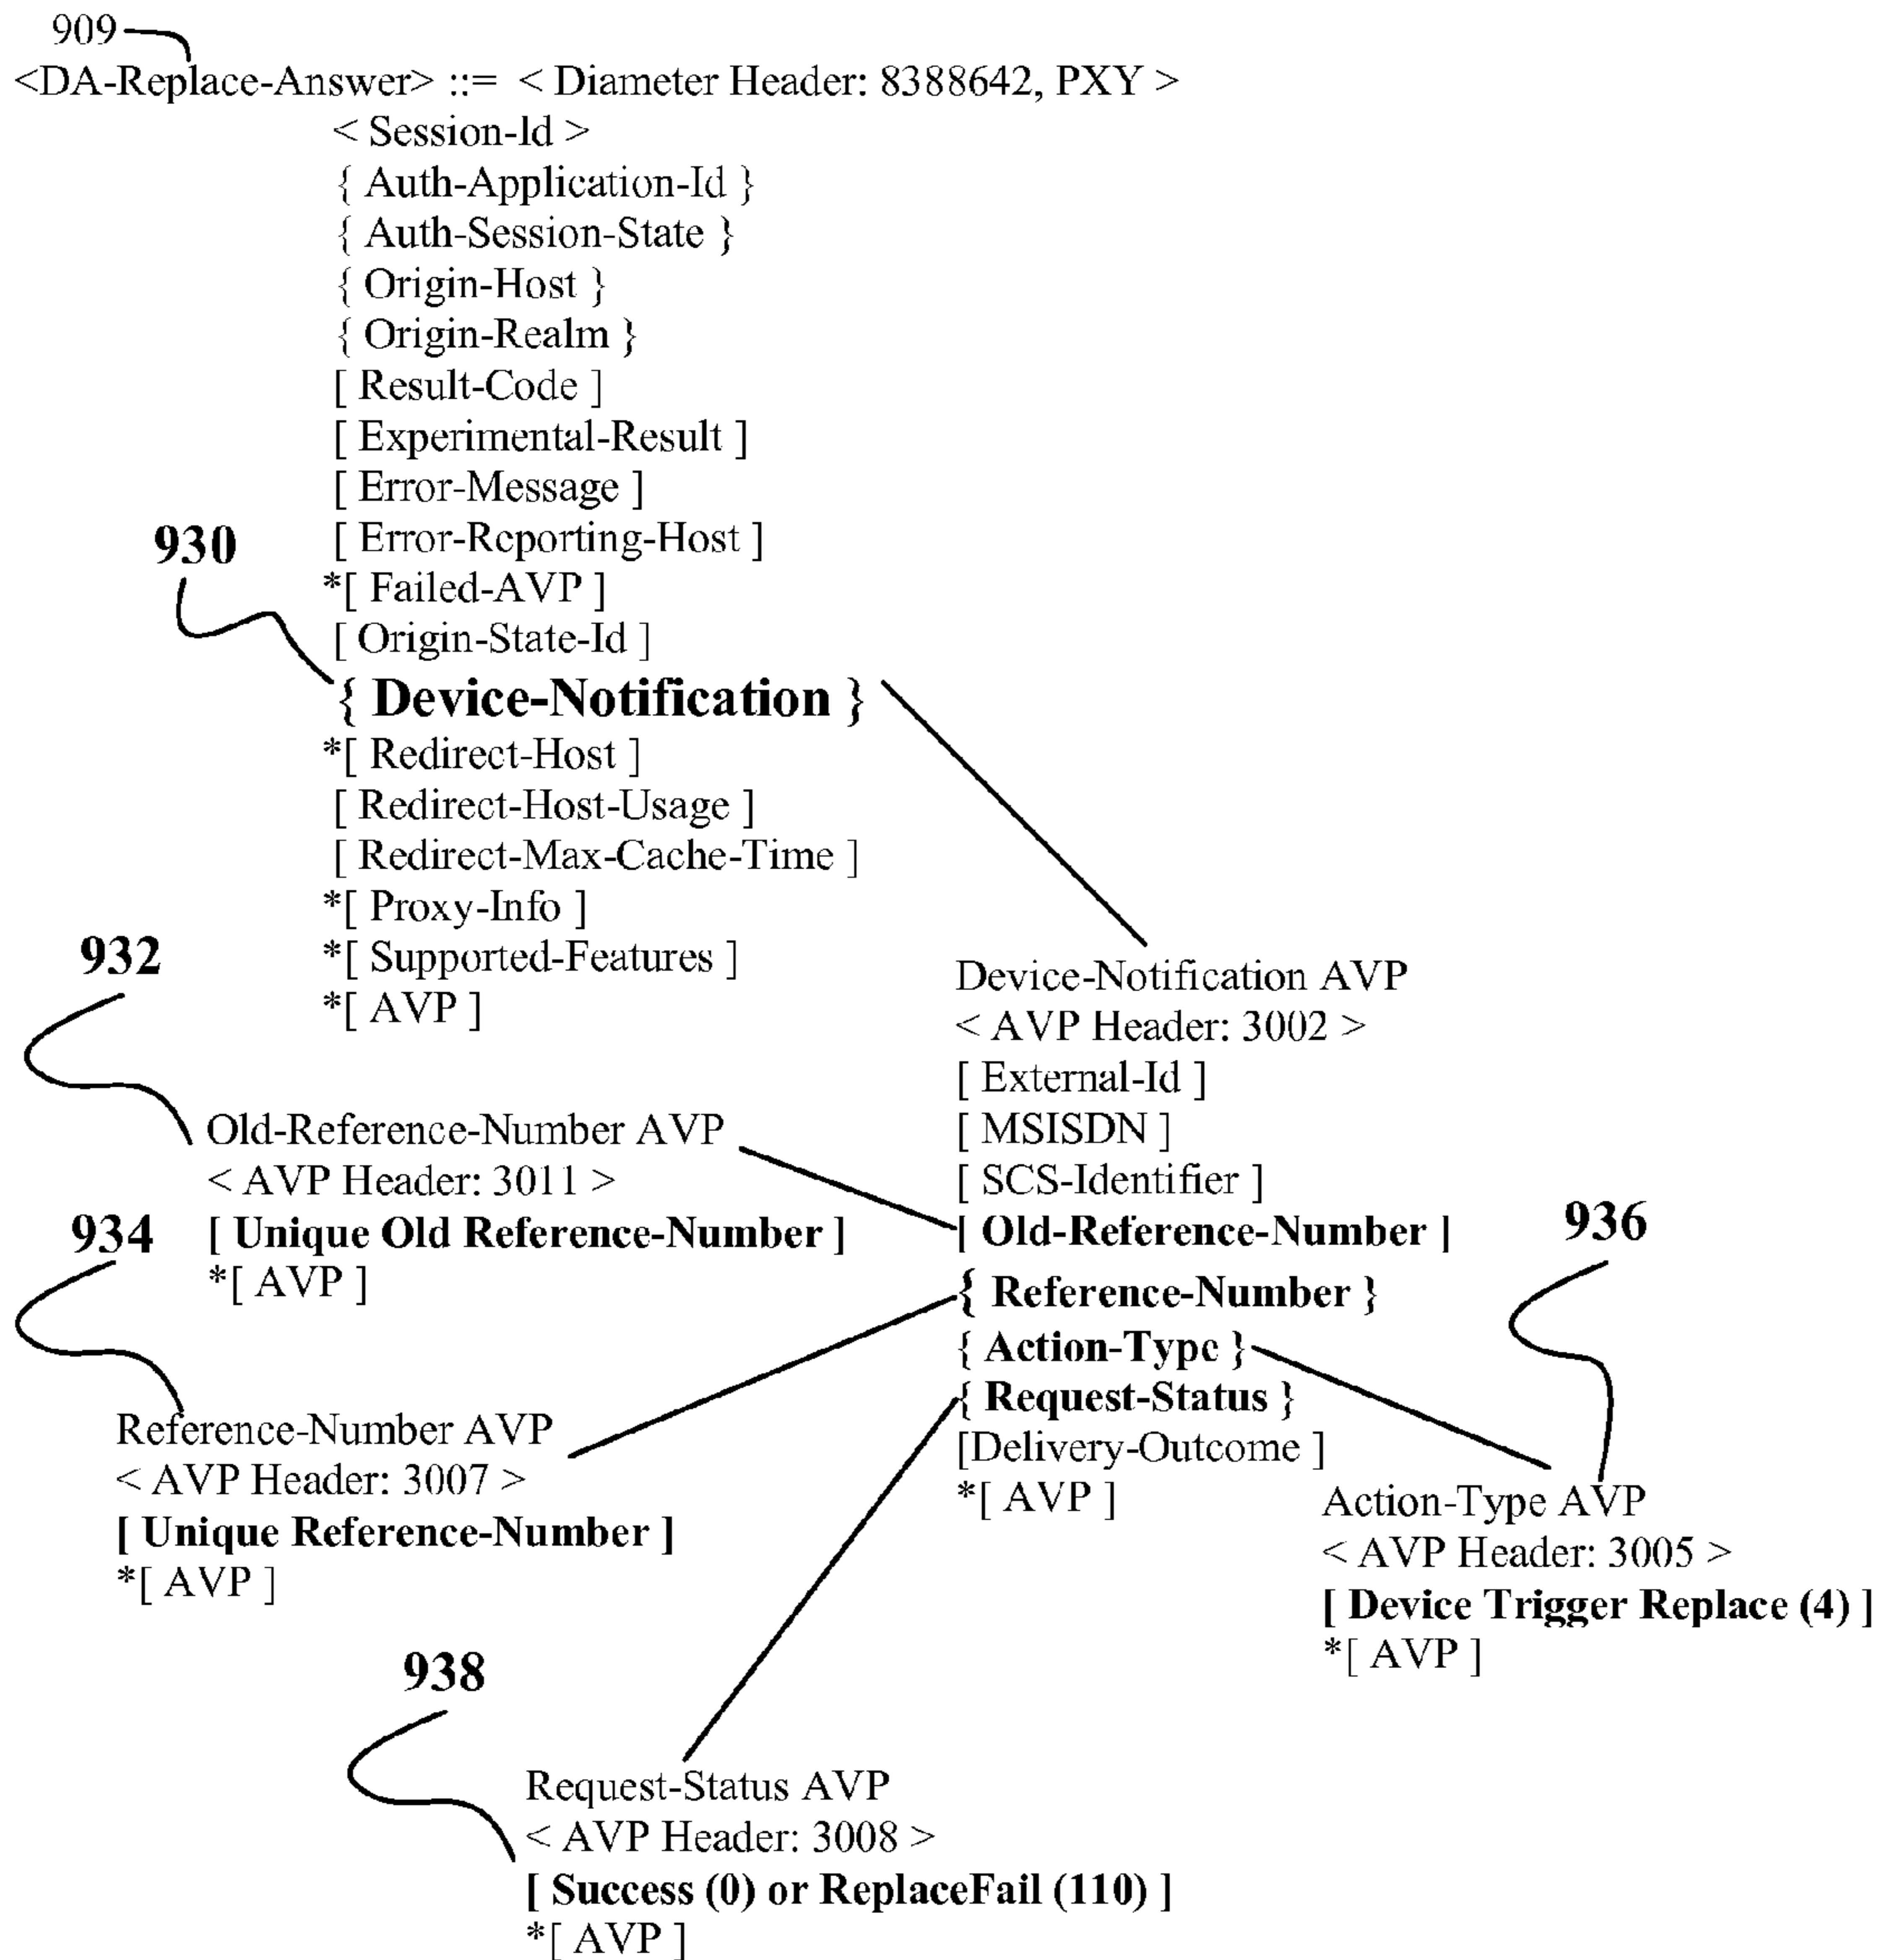 909
<DA-Replace-Answer> ::= < Diameter Header: 8388642, PXY >
< Session-Id >
{ Auth-Application-Id }
{ Auth-Session-State }
{ Origin-Host }
{ Origin-Realm }
[ Result-Code ]
[ Experimental-Result ]
[ Error-Message ]
[ Error-Reporting-Host ]
*[ Failed-AVP ]
[ Origin-State-Id ]
930
{ Device-Notification }
*[ Redirect-Host ]
[ Redirect-Host-Usage ]
[ Redirect-Max-Cache-Time ]
*[ Proxy-Info ]
*[ Supported-Features ]
*[ AVP ]
Device-Notification AVP
< AVP Header: 3002 >
[ External-Id ]
[ MSISDN ]
[ SCS-Identifier ]
[ Old-Reference-Number ]
{ Reference-Number }
{ Action-Type }
{ Request-Status }
[Delivery-Outcome ]
*[ AVP ]
932
Old-Reference-Number AVP
< AVP Header: 3011 >
[ Unique Old Reference-Number ]
*[ AVP ]
934
Reference-Number AVP
< AVP Header: 3007 >
[ Unique Reference-Number ]
*[ AVP ]
936
Action-Type AVP
< AVP Header: 3005 >
[ Device Trigger Replace (4) ]
*[ AVP ]
938
Request-Status AVP
< AVP Header: 3008 >
[ Success (0) or ReplaceFail (110) ]
*[ AVP ]